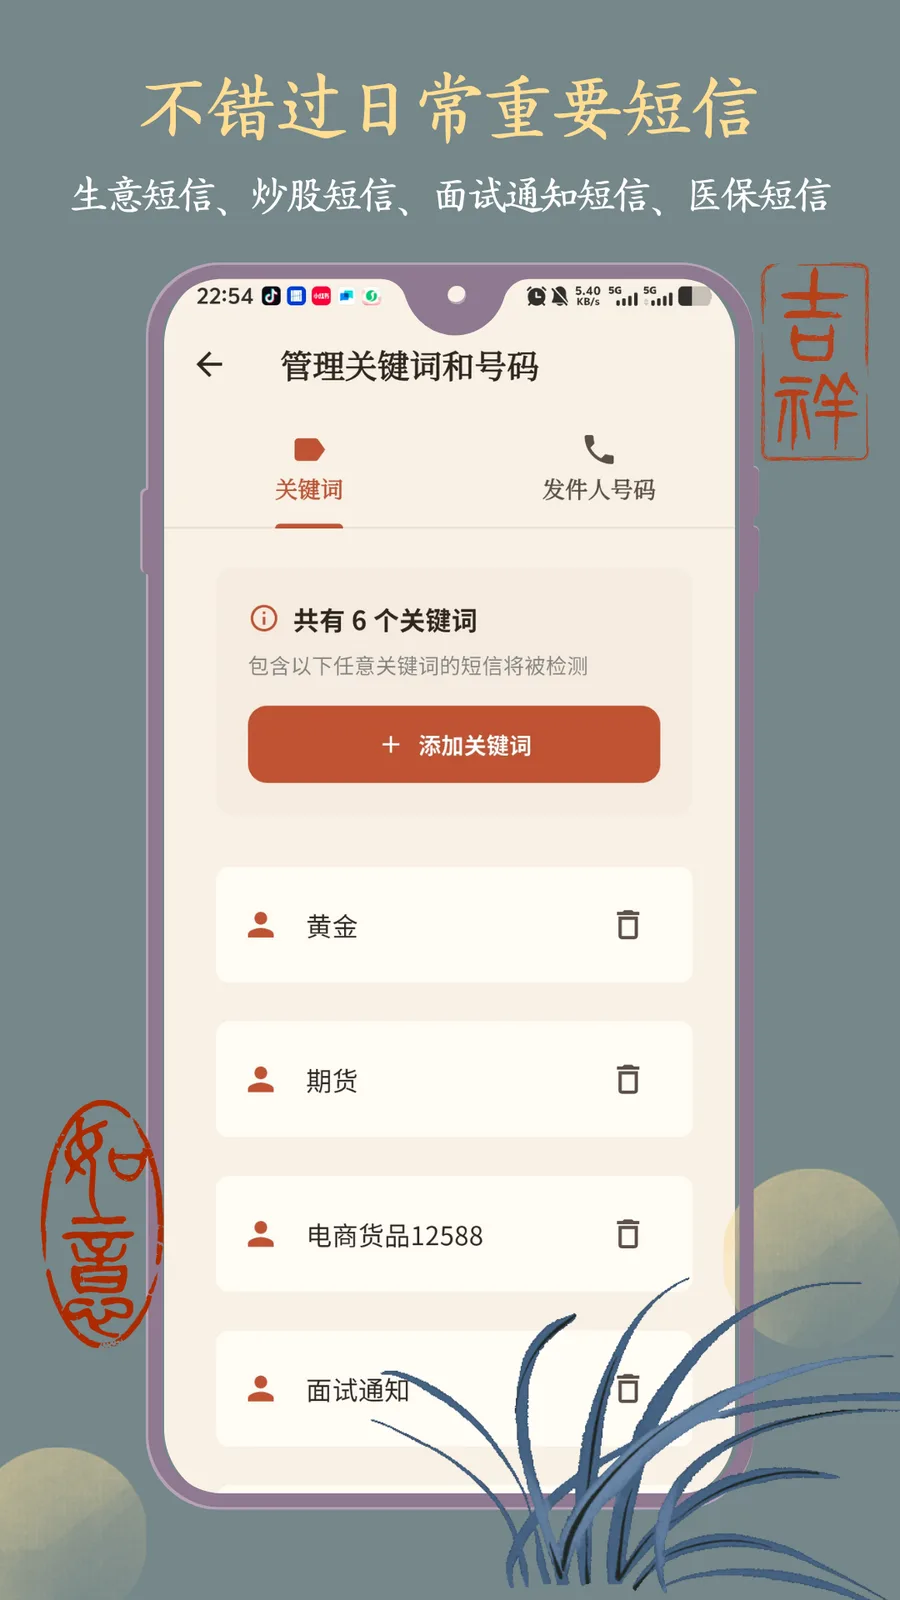 不错过日常重要短信
生意短信、炒股短信、面试通知短信、医保短信
吉祥
22:54
5.40 KB/s 5G 5G
管理关键词和号码
关键词
发件人号码
共有 6 个关键词
包含以下任意关键词的短信将被检测
+ 添加关键词
黄金
期货
电商货品12588
面试通知
如意